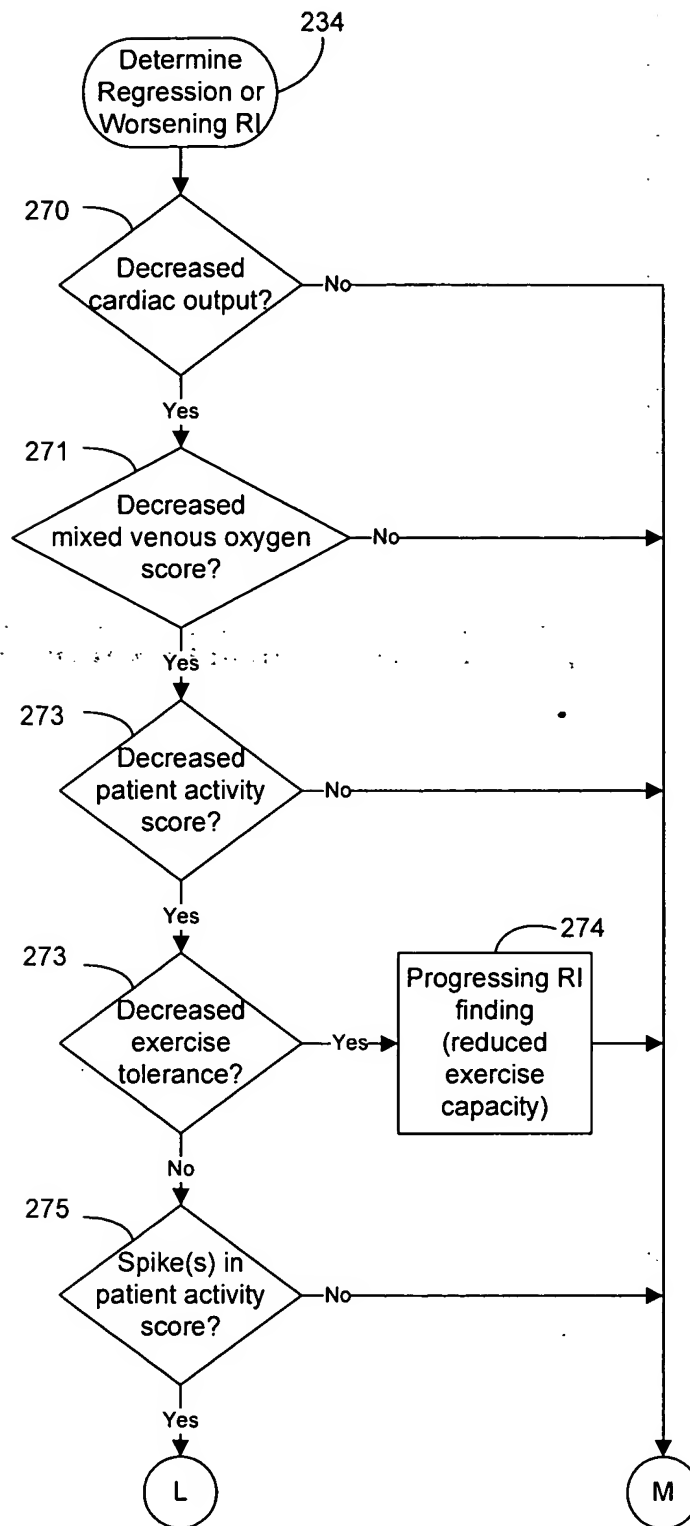 234
Determine
Regression or
Worsening RI
270
Decreased
cardiac output?
No
Yes
271
Decreased
mixed venous oxygen
score?
No
Yes
273
Decreased
patient activity
score?
No
Yes
273
Decreased
exercise
tolerance?
Yes
274
Progressing RI
finding
(reduced
exercise
capacity)
No
275
Spike(s) in
patient activity
score?
No
Yes
L
M